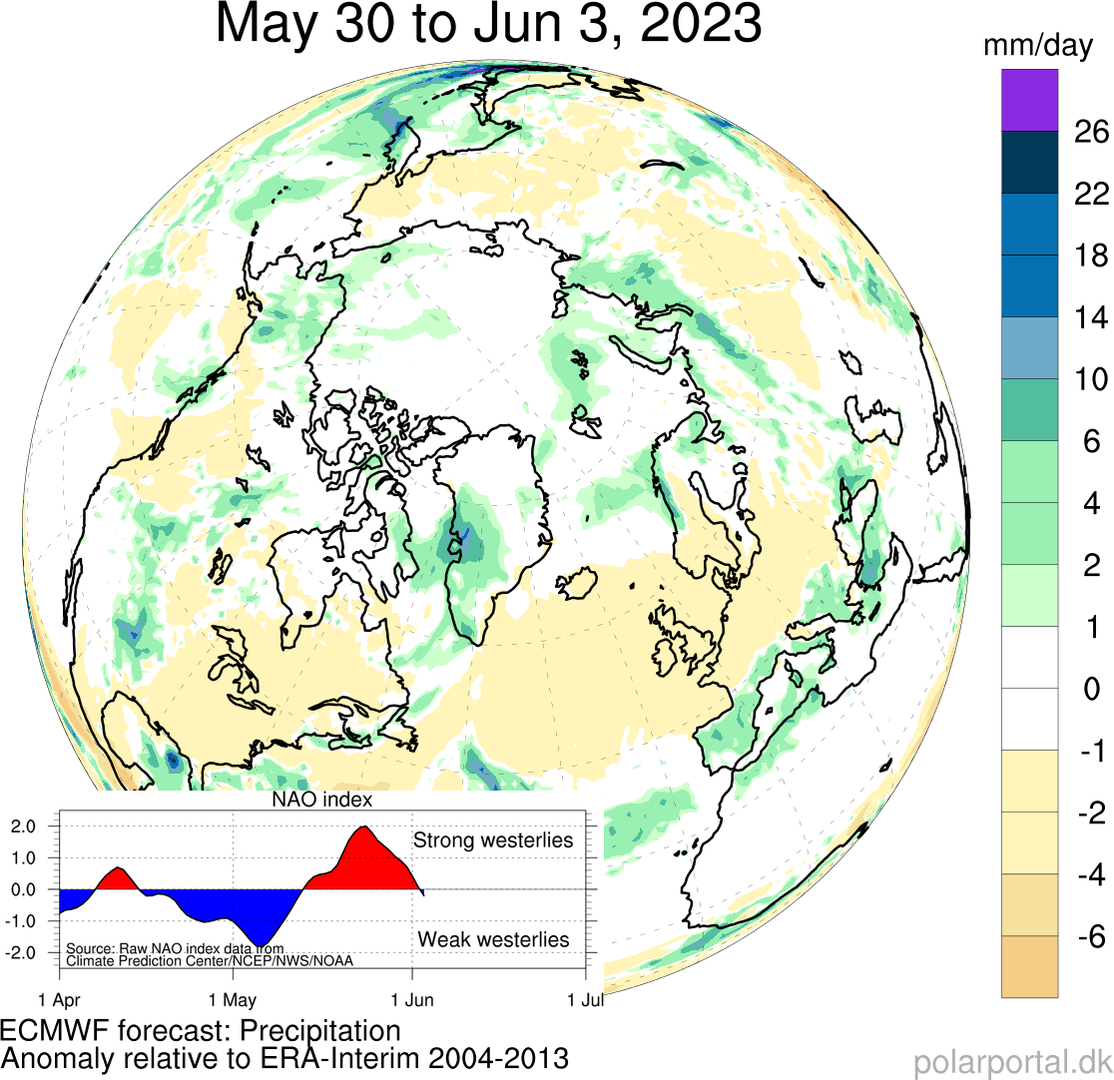 May 30 to Jun 3, 2023
mm/day
26
22
18
14
10
6
4
2
1
0
-1
-2
-4
-6
NAO index
2.0
1.0
0.0
-1.0
-2.0
Strong westerlies
Weak westerlies
Source: Raw NAO index data from
Climate Prediction Center/NCEP/NWS/NOAA
1 Apr
1 May
1 Jun
1 Jul
ECMWF forecast: Precipitation
Anomaly relative to ERA-Interim 2004-2013
polarportal.dk